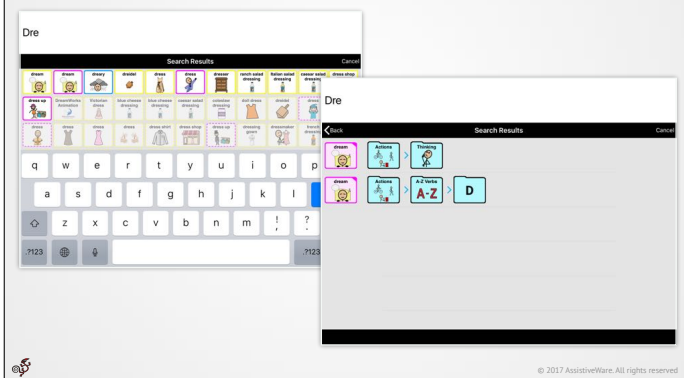 Dre
Search Results Cancel
dream dream dreary dreidel dress dress dresser ranch salad dressing Italian salad dressing caesar salad dressing dress shop
dress up DreamWorks Animation Victorian dress blue cheese dressing blue cheese dressing caesar salad dressing doll dress dreidel dress
dress dress dress dress dress shirt dress shop dress up dressing gown dressmaker french dressing
q w e r t y u i o p
a s d f g h j k l
z x c v b n m ! , ? .
.?123 .?123
Dre
Back Search Results Cancel
dream Actions > Thinking
dream Actions > A-Z Verbs A-Z > D
© 2017 AssistiveWare. All rights reserved